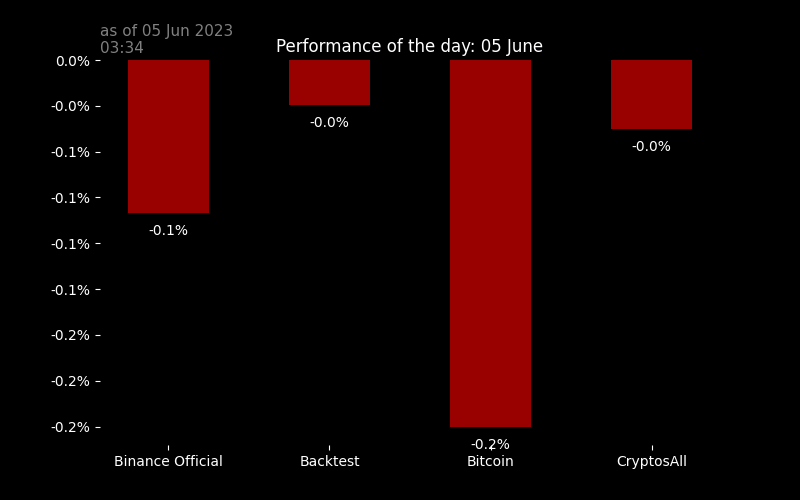 as of 05 Jun 2023
03:34
Performance of the day: 05 June
0.0%
-0.0%
-0.1%
-0.1%
-0.1%
-0.1%
-0.2%
-0.2%
-0.2%
-0.1%
-0.0%
-0.2%
-0.0%
Binance Official
Backtest
Bitcoin
CryptosAll